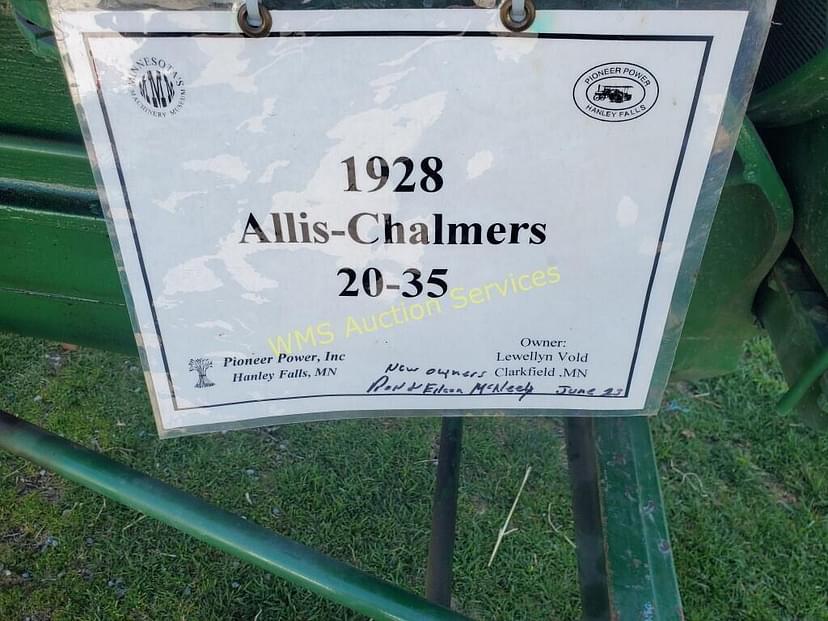 MINNESOTA'S
MACHINERY MUSEUM
PIONEER POWER
HANLEY FALLS
1928
Allis-Chalmers
20-35
WMS Auction Services
Pioneer Power, Inc
Hanley Falls, MN
Owner:
Lewellyn Vold
Clarkfield ,MN
New owners
Ron & Eileen McNeely June 23